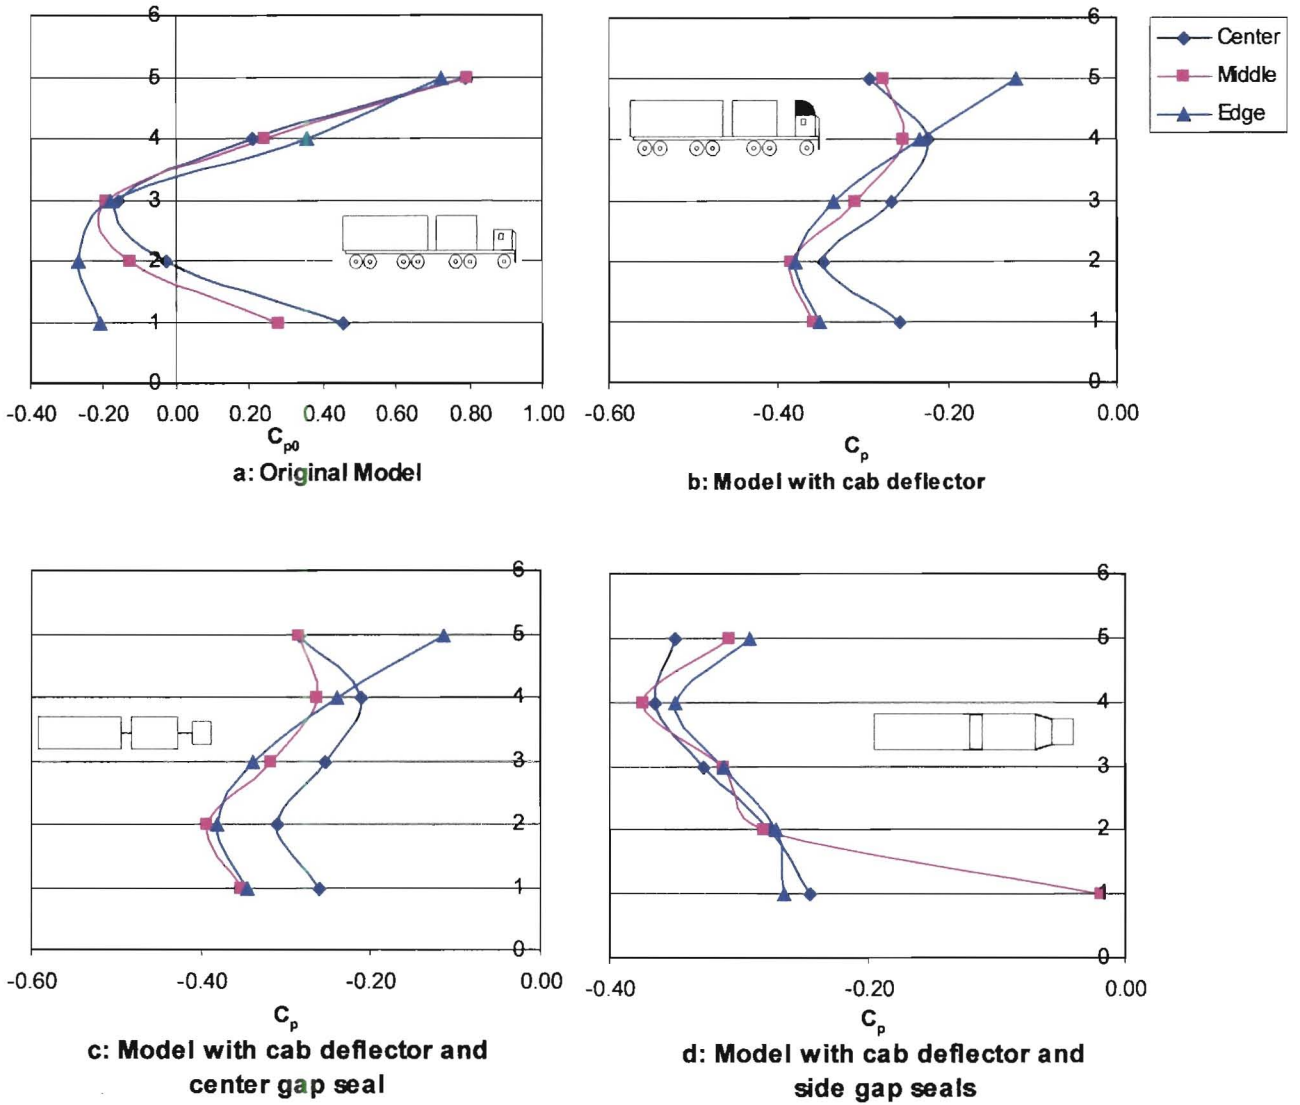 6
5
4
3
2
1
0
-0.40 -0.20 0.00 0.20 0.40 0.60 0.80 1.00
Cp0
a: Original Model
6
5
4
3
2
1
0
-0.60 -0.40 -0.20 0.00
Cp
b: Model with cab deflector
Center
Middle
Edge
6
5
4
3
2
1
0
-0.60 -0.40 -0.20 0.00
Cp
c: Model with cab deflector and
center gap seal
6
5
4
3
2
1
0
-0.40 -0.20 0.00
Cp
d: Model with cab deflector and
side gap seals